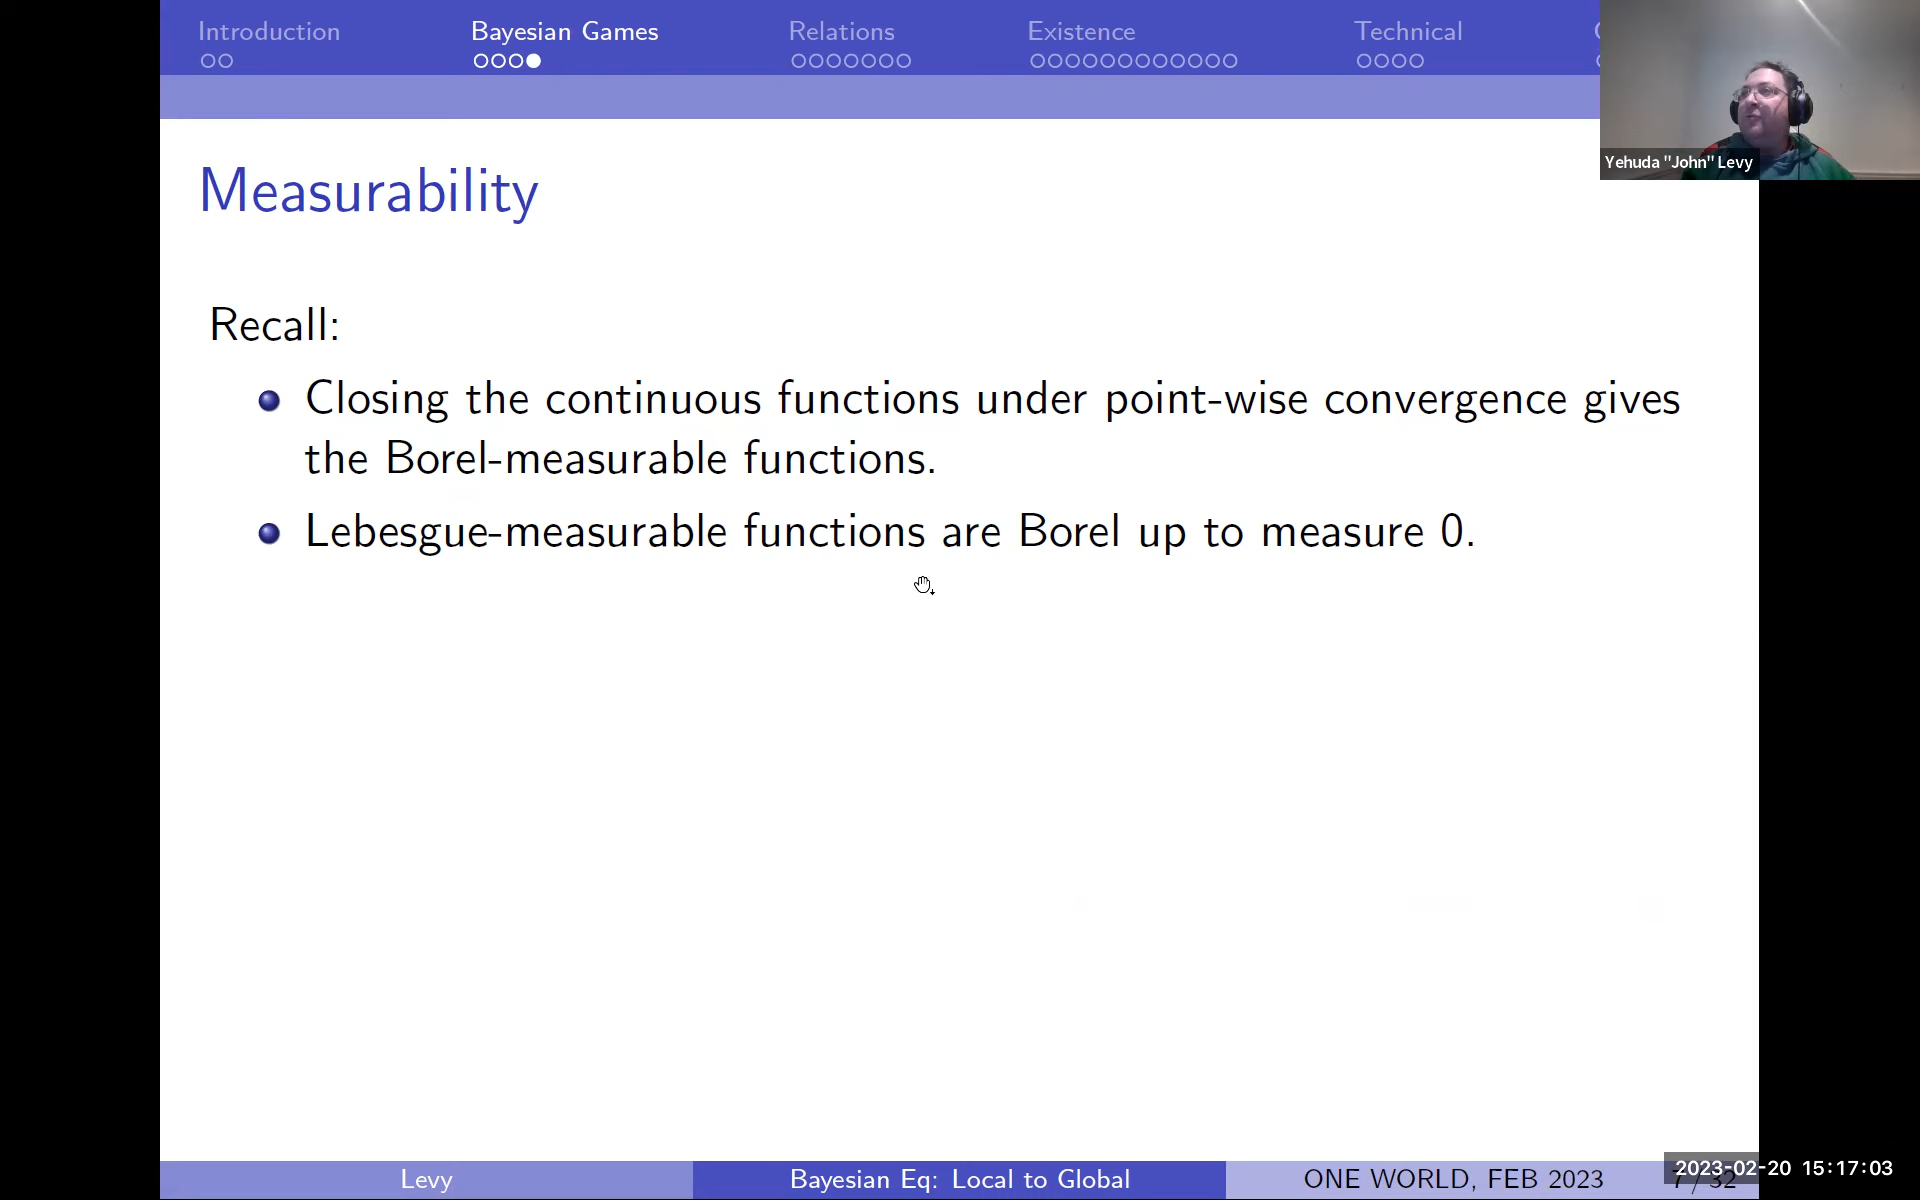 Introduction
Bayesian Games
Relations
Existence
Technical
Yehuda "John" Levy
Measurability
Recall:
Closing the continuous functions under point-wise convergence gives
the Borel-measurable functions.
Lebesgue-measurable functions are Borel up to measure 0.
Levy
Bayesian Eq: Local to Global
ONE WORLD, FEB 2023
7 / 32
2023-02-20 15:17:03